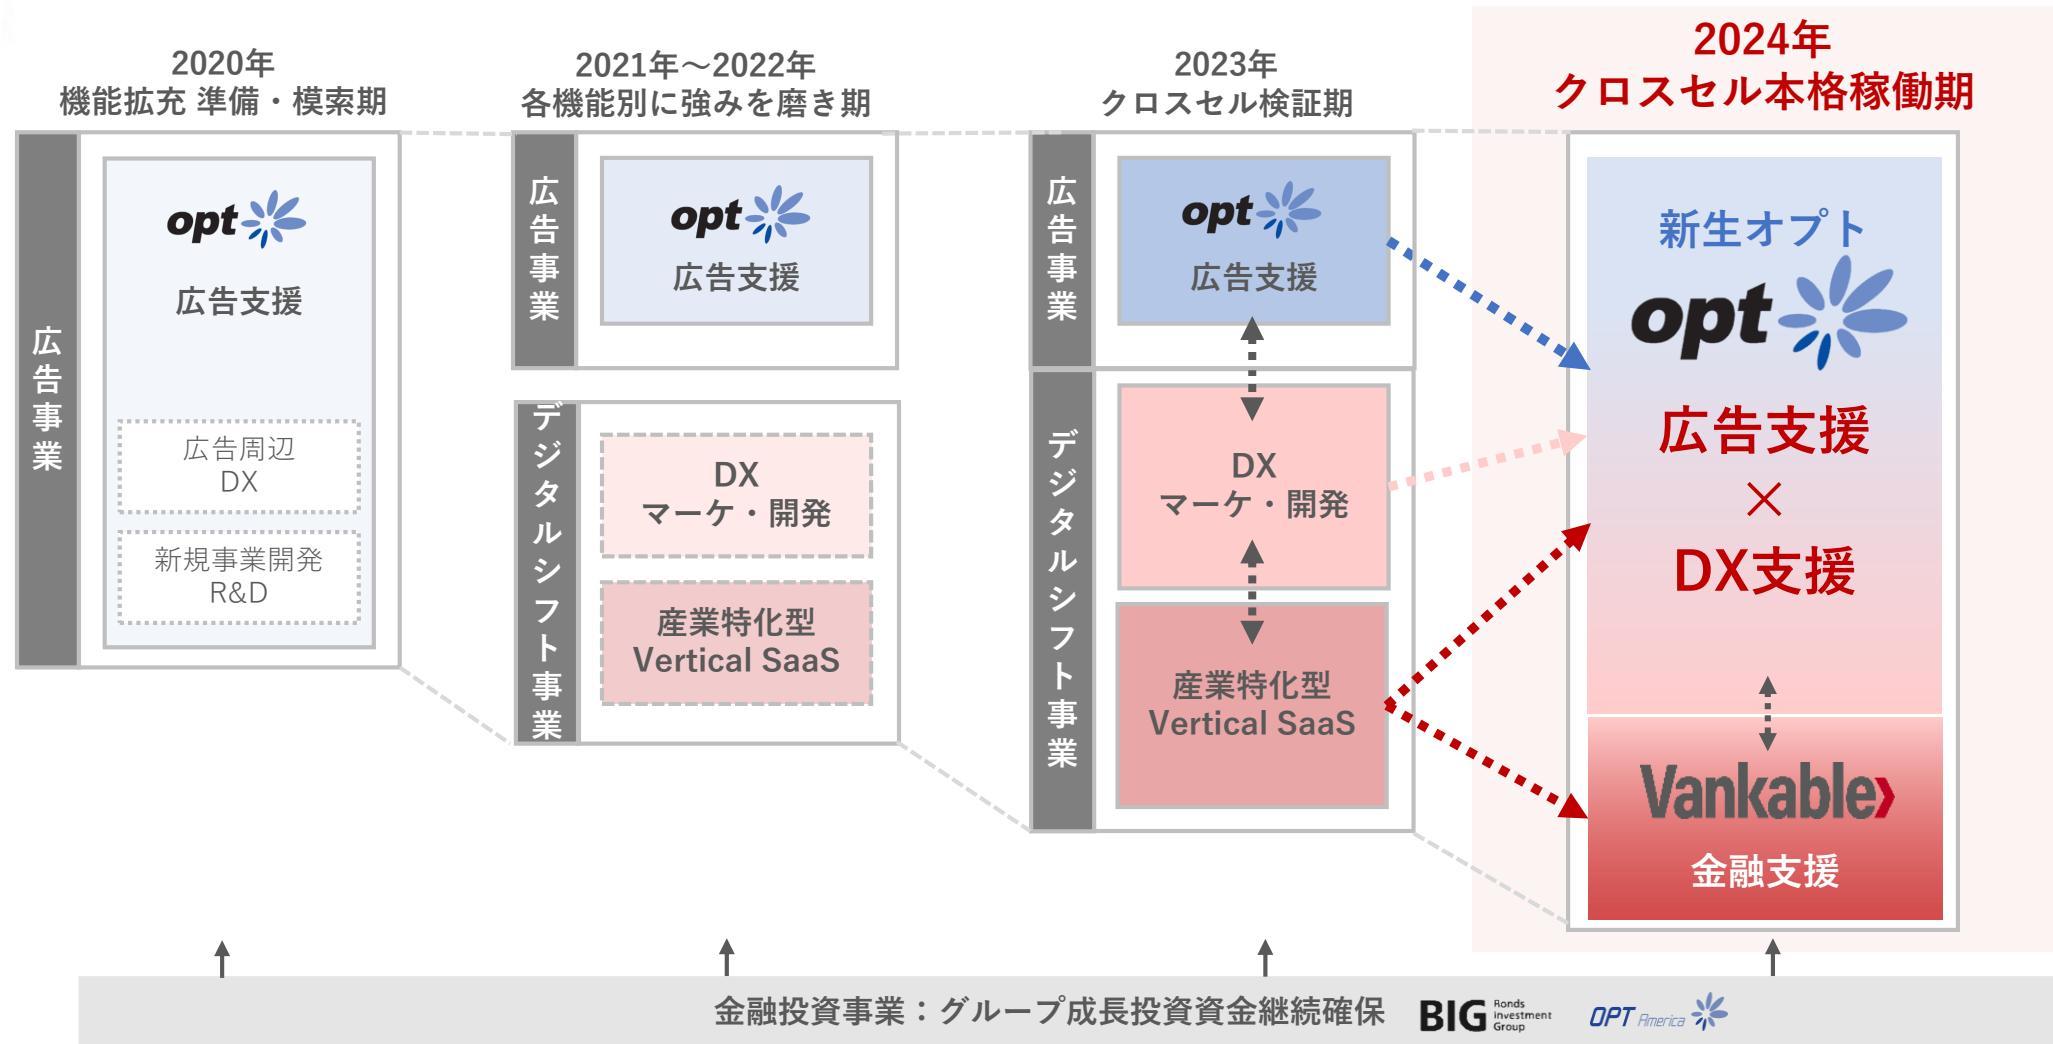 2020年
機能拡充 準備・模索期
広告事業
opt
広告支援
広告周辺
DX
新規事業開発
R&D
2021年～2022年
各機能別に強みを磨き期
広告事業
opt
広告支援
デジタルシフト事業
DX
マーケ・開発
産業特化型
Vertical SaaS
2023年
クロスセル検証期
広告事業
opt
広告支援
デジタルシフト事業
DX
マーケ・開発
産業特化型
Vertical SaaS
2024年
クロスセル本格稼働期
新生オプト
opt
広告支援
×
DX支援
Vankable
金融支援
金融投資事業：グループ成長投資資金継続確保
BIG
Bonds
Investment
Group
OPT America